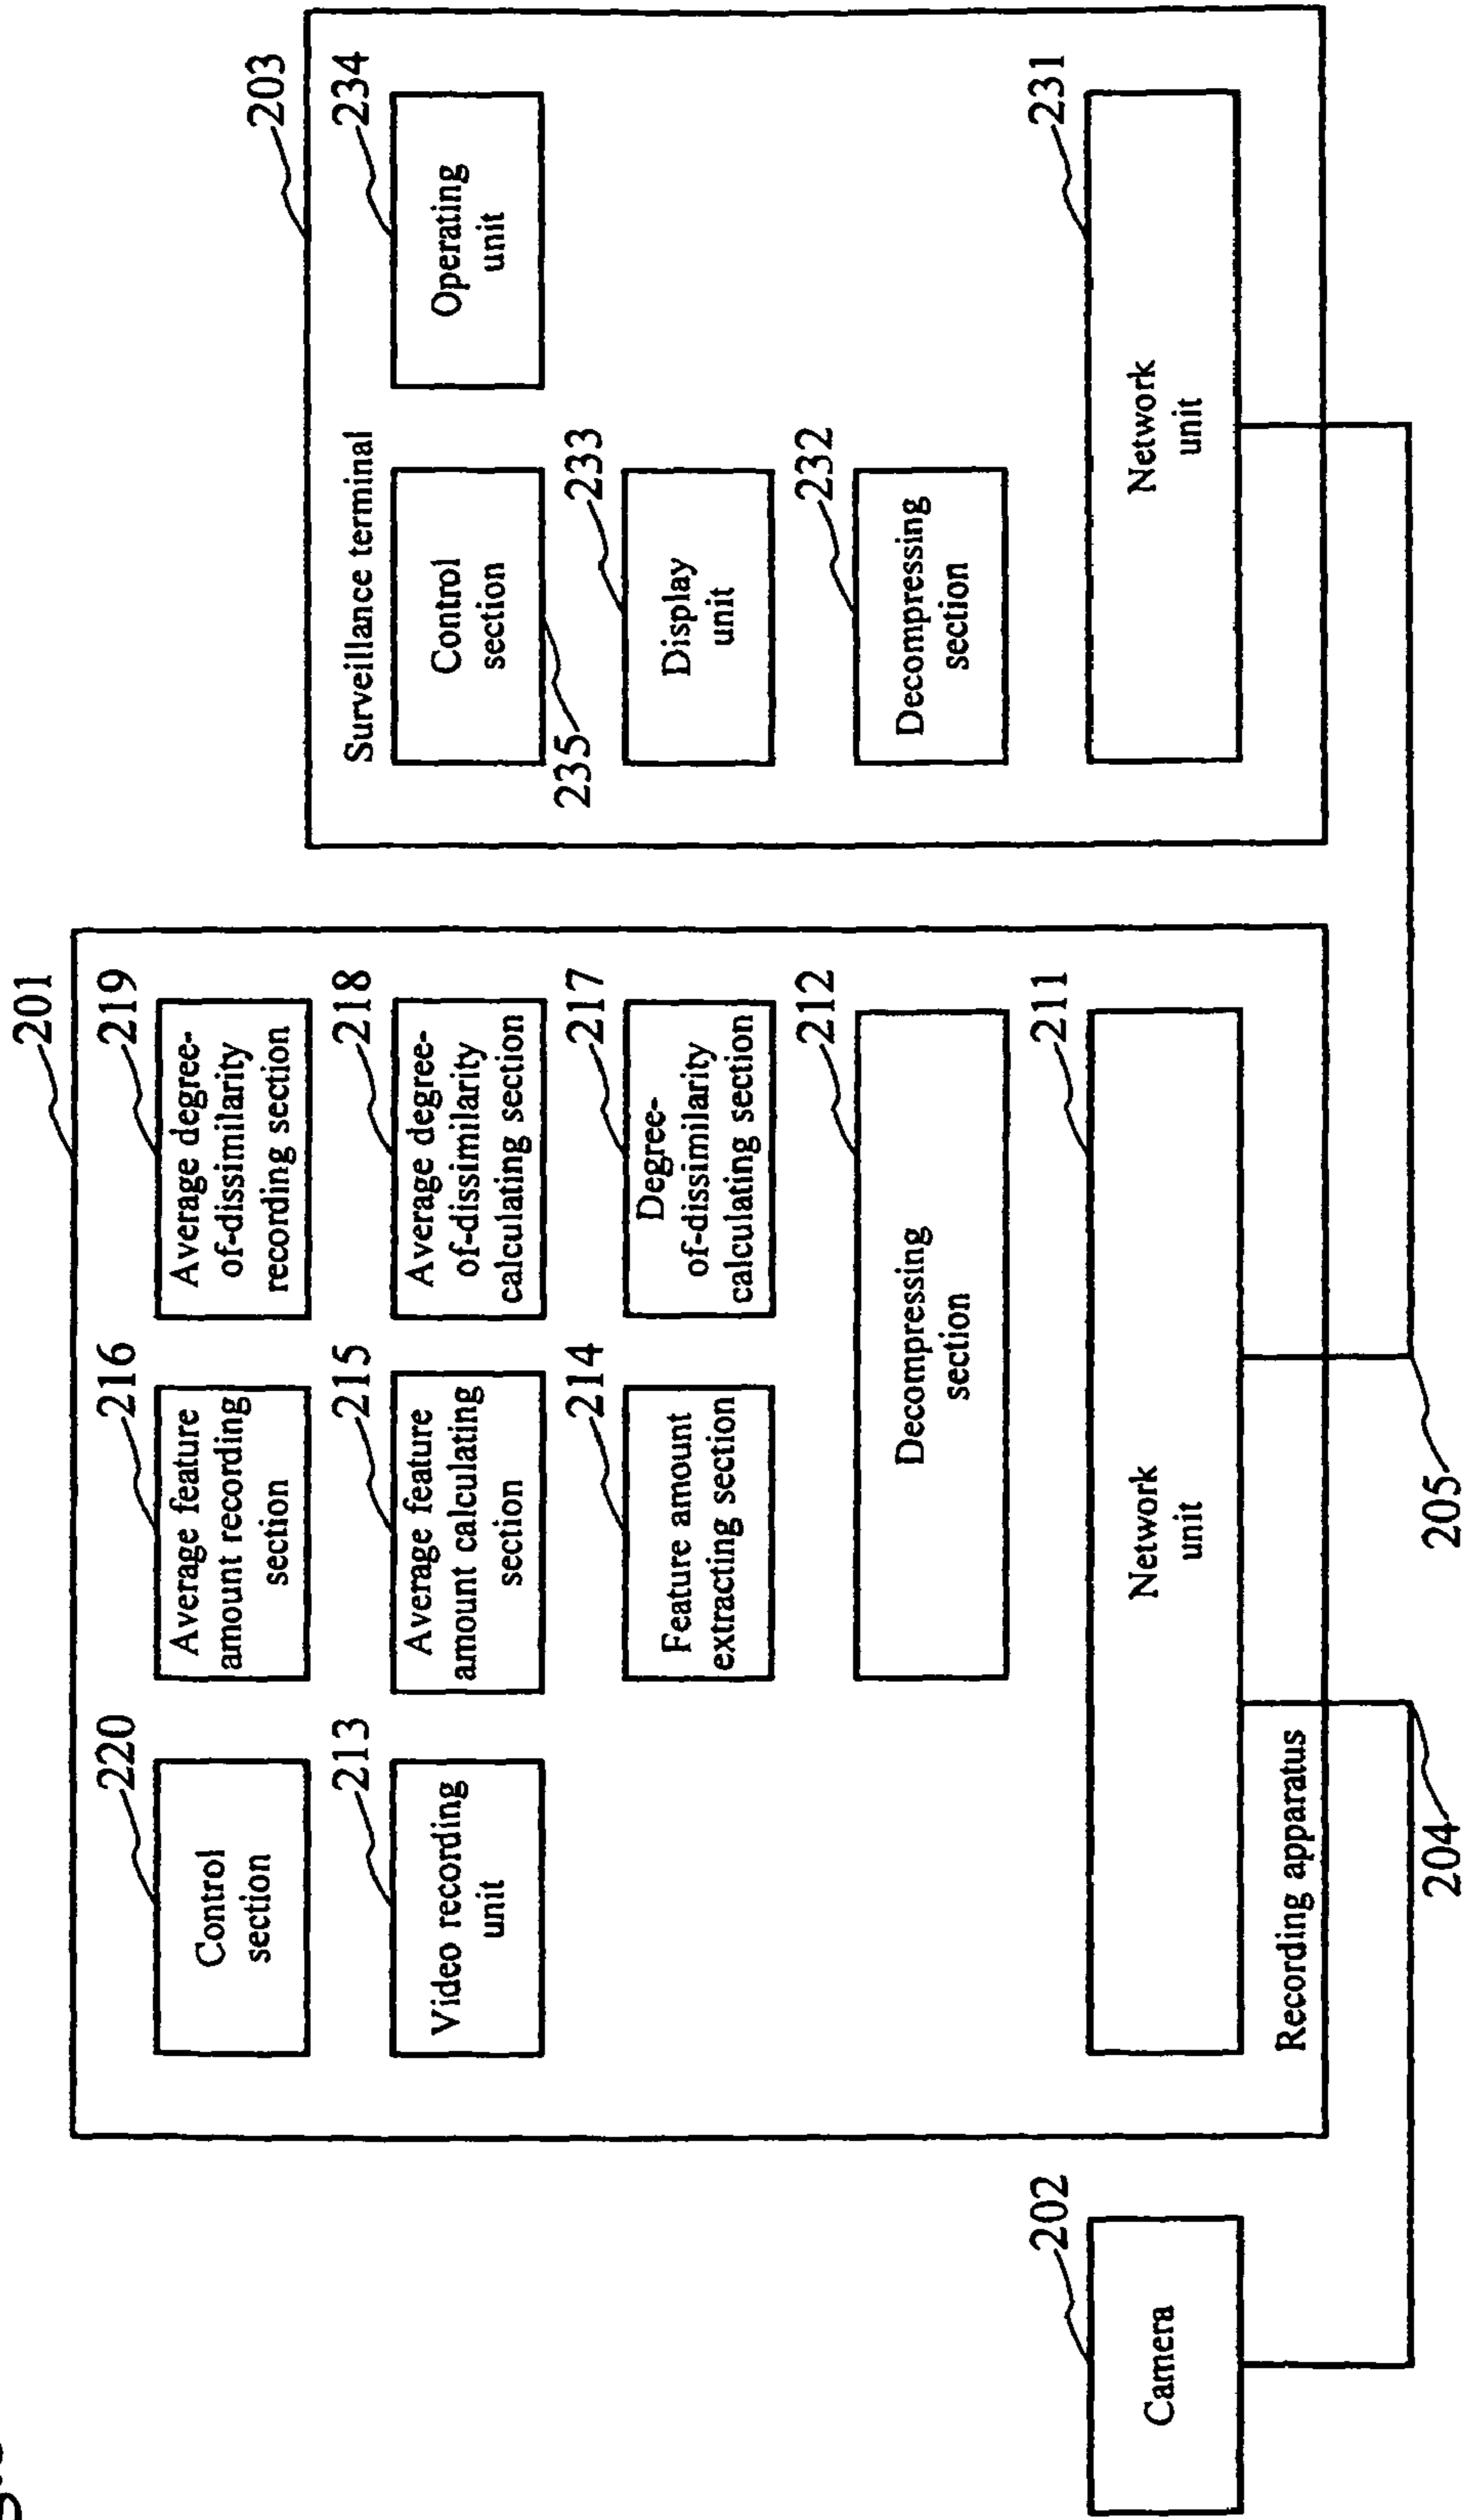 201
220
Control
section
216
Average feature
amount recording
section
219
Average degree-
of-dissimilarity
recording section
213
Video recording
unit
215
Average feature
amount calculating
section
218
Average degree-
of-dissimilarity
calculating section
214
Feature amount
extracting section
217
Degree-
of-dissimilarity
calculating section
212
Decompressing
section
211
Network
unit
Recording apparatus
202
Camera
204
205
203
Surveillance terminal
Control
section
235
234
Operating
unit
233
Display
unit
232
Decompressing
section
231
Network
unit